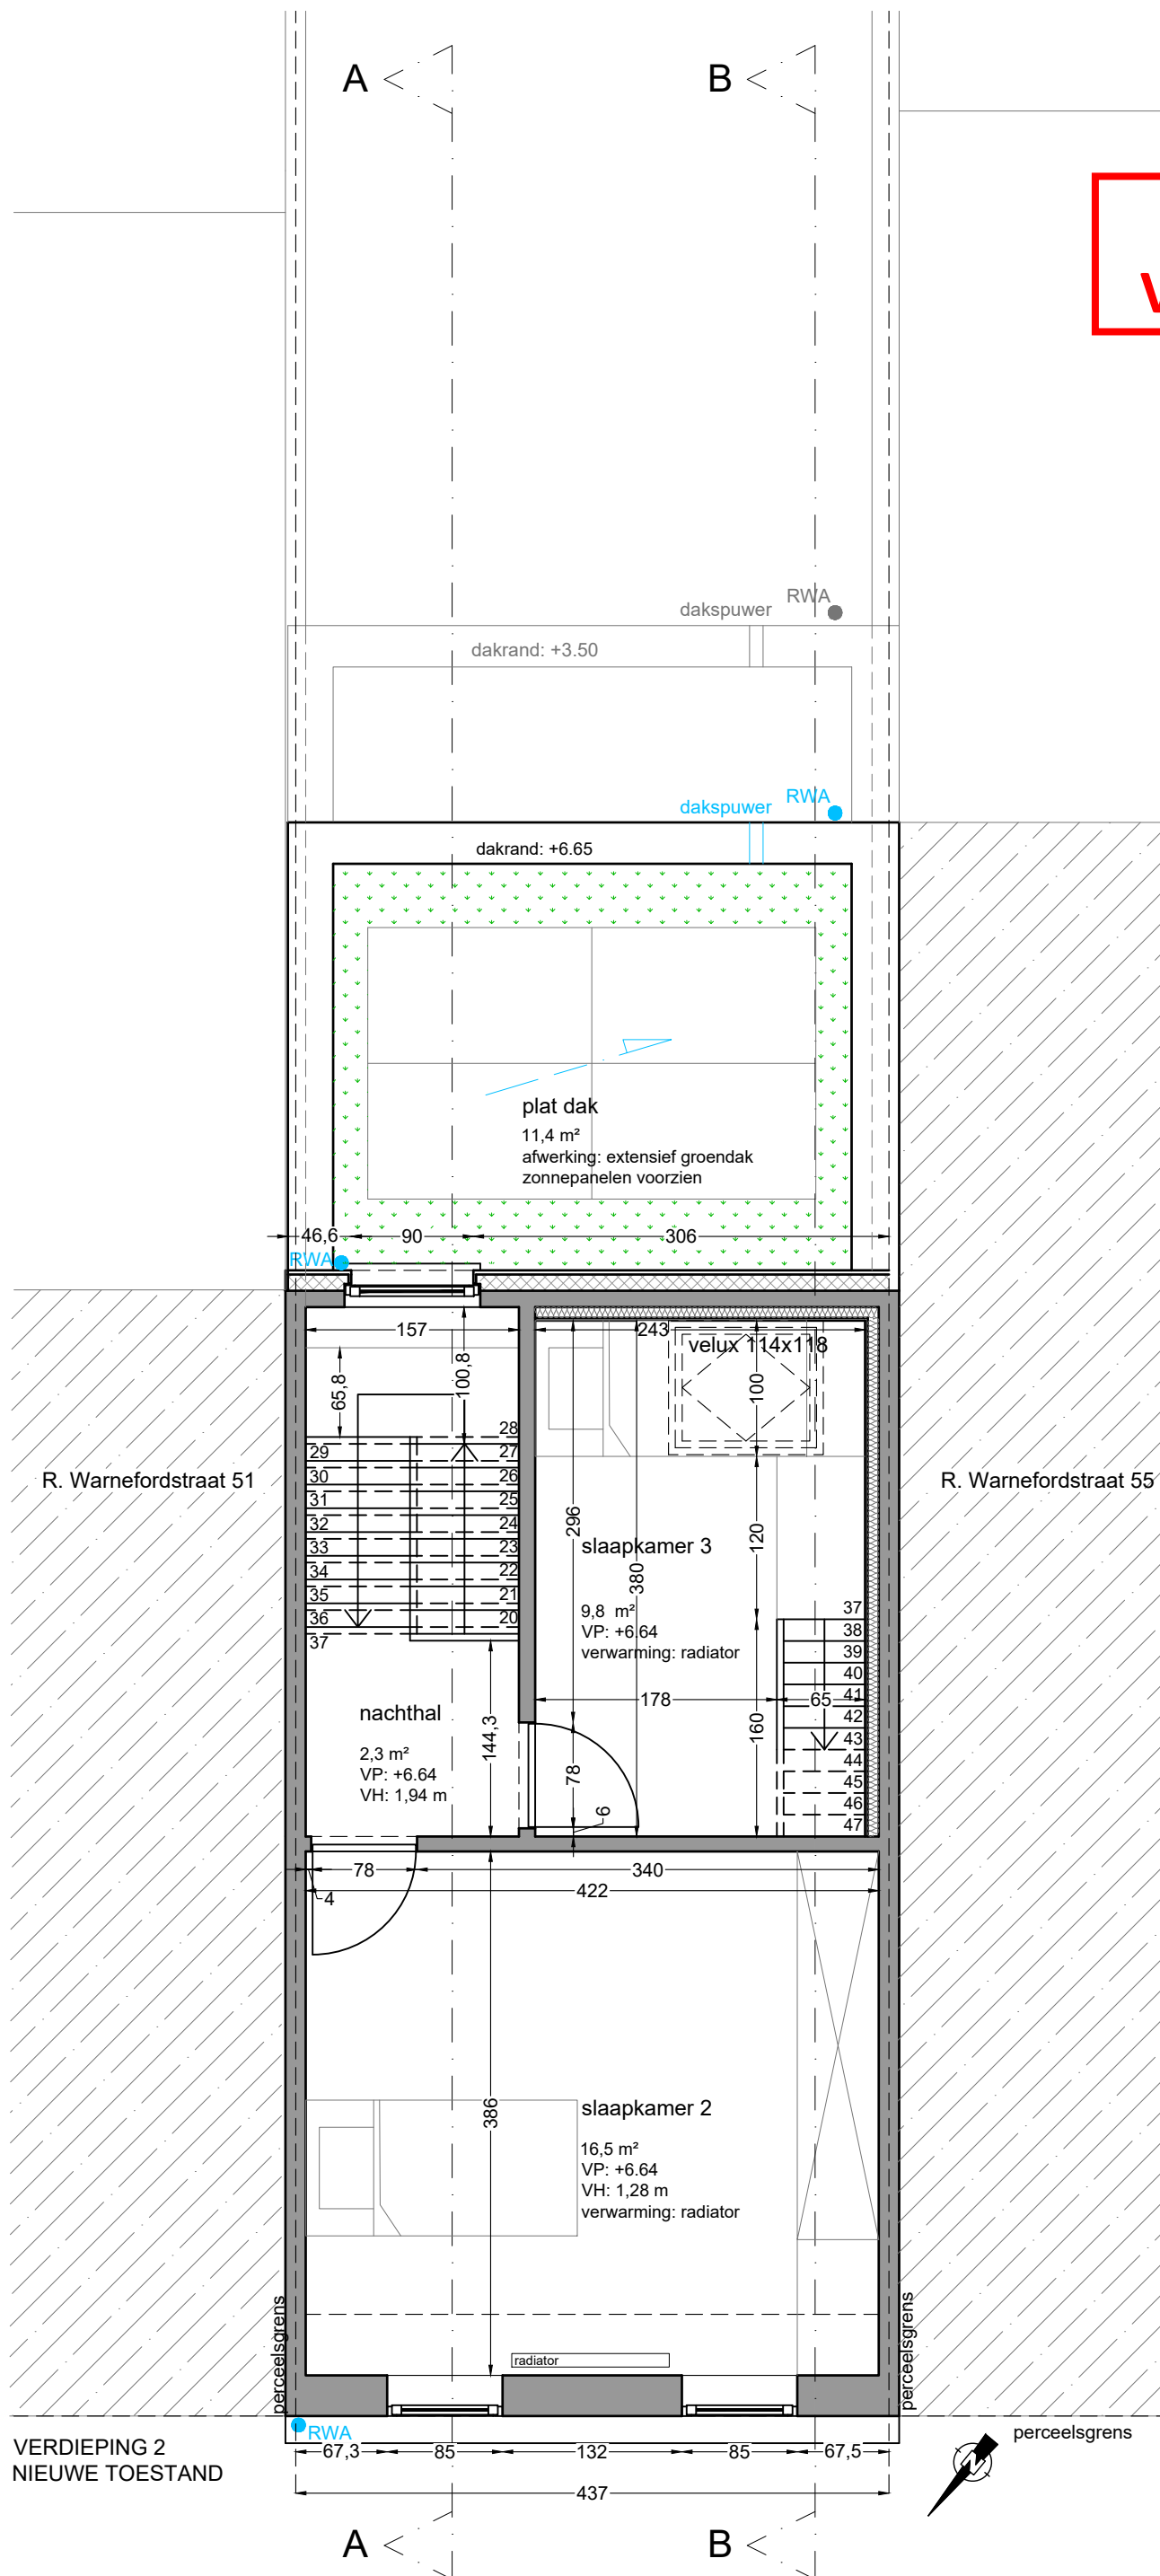 A
B
RWA
dakspuwer
dakrand: +3.50
RWA
dakspuwer
dakrand: +6.65
plat dak
11,4 m²
afwerking: extensief groendak
zonnepanelen voorzien
46,6
90
306
RWA
157
243
velux 114x118
65,8
100,8
100
28
29
27
30
26
31
25
32
24
33
23
34
22
35
21
36
20
37
R. Warnefordstraat 51
R. Warnefordstraat 55
296
380
120
slaapkamer 3
9,8 m²
VP: +6.64
verwarming: radiator
37
38
39
40
41
42
43
44
45
46
47
178
65
160
nachthal
2,3 m²
VP: +6.64
VH: 1,94 m
144,3
78
6
78
340
4
422
386
slaapkamer 2
16,5 m²
VP: +6.64
VH: 1,28 m
verwarming: radiator
radiator
perceelsgrens
perceelsgrens
RWA
perceelsgrens
N
VERDIEPING 2
NIEUWE TOESTAND
67,3
85
132
85
67,5
437
A
B